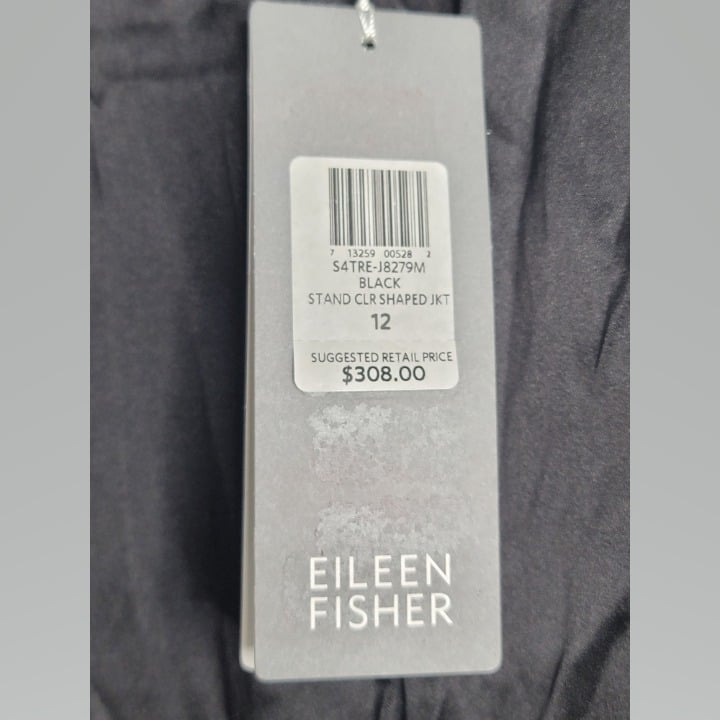 7 13259 00528 2
S4TRE-J8279M
BLACK
STAND CLR SHAPED JKT
12
SUGGESTED RETAIL PRICE
$308.00
EILEEN
FISHER